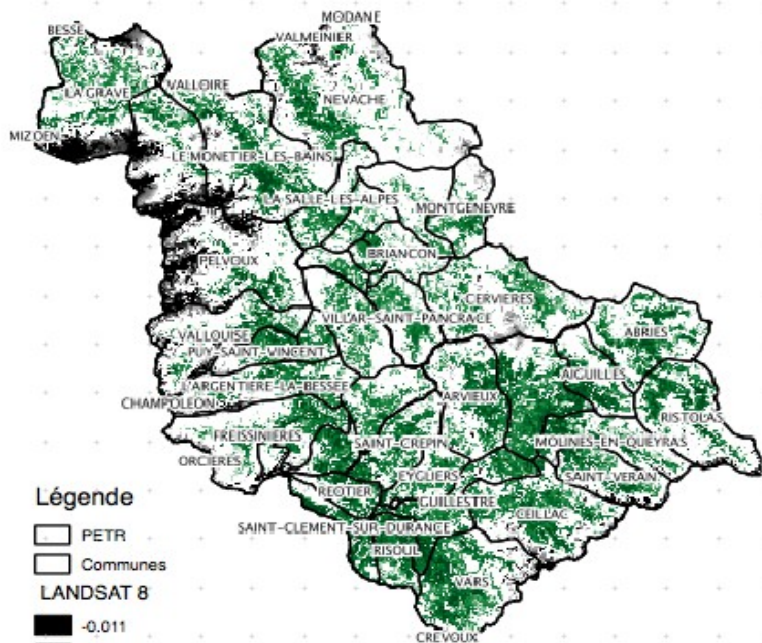 MODANE
BESSE
VALMEINIER
VALLOIRE
LA GRAVE
NEVACHE
MIZOEN
LE MONETIER-LES-BAINS
LA SALLE-LES-ALPES
MONTGENEVRE
BRIANCON
PELVOUX
CERVIERES
VILLAR-SAINT-PANCRACE
ABRIES
VALLOUISE
PUY-SAINT-VINCENT
AIGUILLES
L'ARGENTIERE-LA-BESSEE
ARVIEUX
CHAMPOLEON
RISTOLAS
FREISSINIERES
SAINT-CREPIN
MOLINES-EN-QUEYRAS
ORCIERES
EYGLIERS
SAINT-VERAN
REOTIER
GUILLESTRE
CEILLAC
SAINT-CLEMENT-SUR-DURANCE
RISOUL
VARS
CREVOUX
Légende
PETR
Communes
LANDSAT 8
-0.011